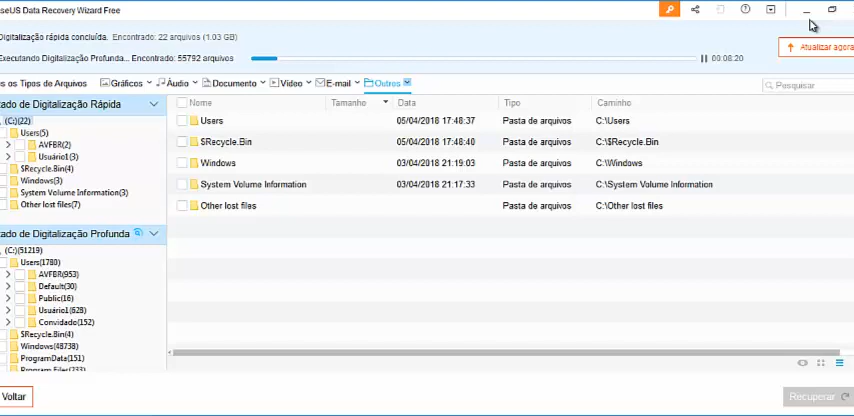 seUS Data Recovery Wizard Free
Digitalização rápida concluída. Encontrado: 22 arquivos (1.03 GB)
Executando Digitalização Profunda... Encontrado: 55792 arquivos
00:08:20
Atualizar agora
s os Tipos de Arquivos Gráficos Áudio Documento Vídeo E-mail Outros
Pesquisar
tado de Digitalização Rápida
(C:)(22)
Users(5)
AVFBR(2)
Usuário1(3)
$Recycle.Bin(4)
Windows(3)
System Volume Information(3)
Other lost files(7)
tado de Digitalização Profunda
(C:)(51219)
Users(1780)
AVFBR(953)
Default(30)
Public(16)
Usuário1(628)
Convidado(152)
$Recycle.Bin(4)
Windows(48738)
ProgramData(151)
Program Files(233)
Nome Tamanho Data Tipo Caminho
Users 05/04/2018 17:48:37 Pasta de arquivos C:\Users
$Recycle.Bin 05/04/2018 17:48:40 Pasta de arquivos C:\$Recycle.Bin
Windows 03/04/2018 21:19:03 Pasta de arquivos C:\Windows
System Volume Information 03/04/2018 21:17:33 Pasta de arquivos C:\System Volume Information
Other lost files Pasta de arquivos C:\Other lost files
Voltar
Recuperar